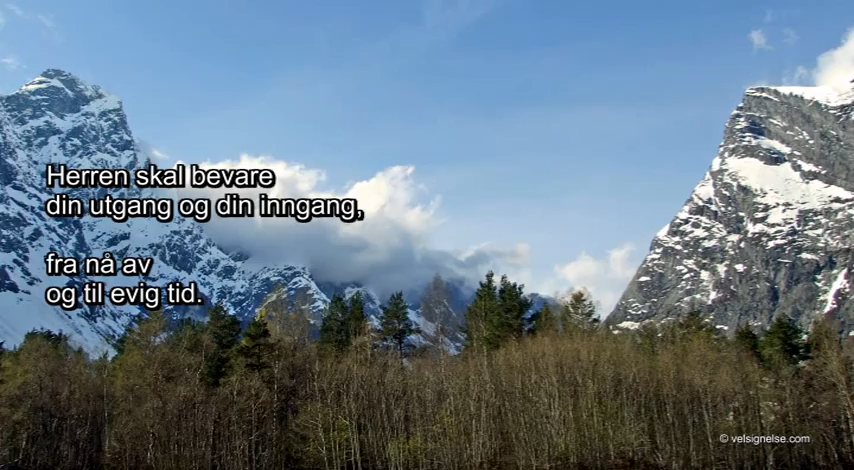 Herren skal bevare
din utgang og din inngang,
fra nå av
og til evig tid.
© velsignelse.com